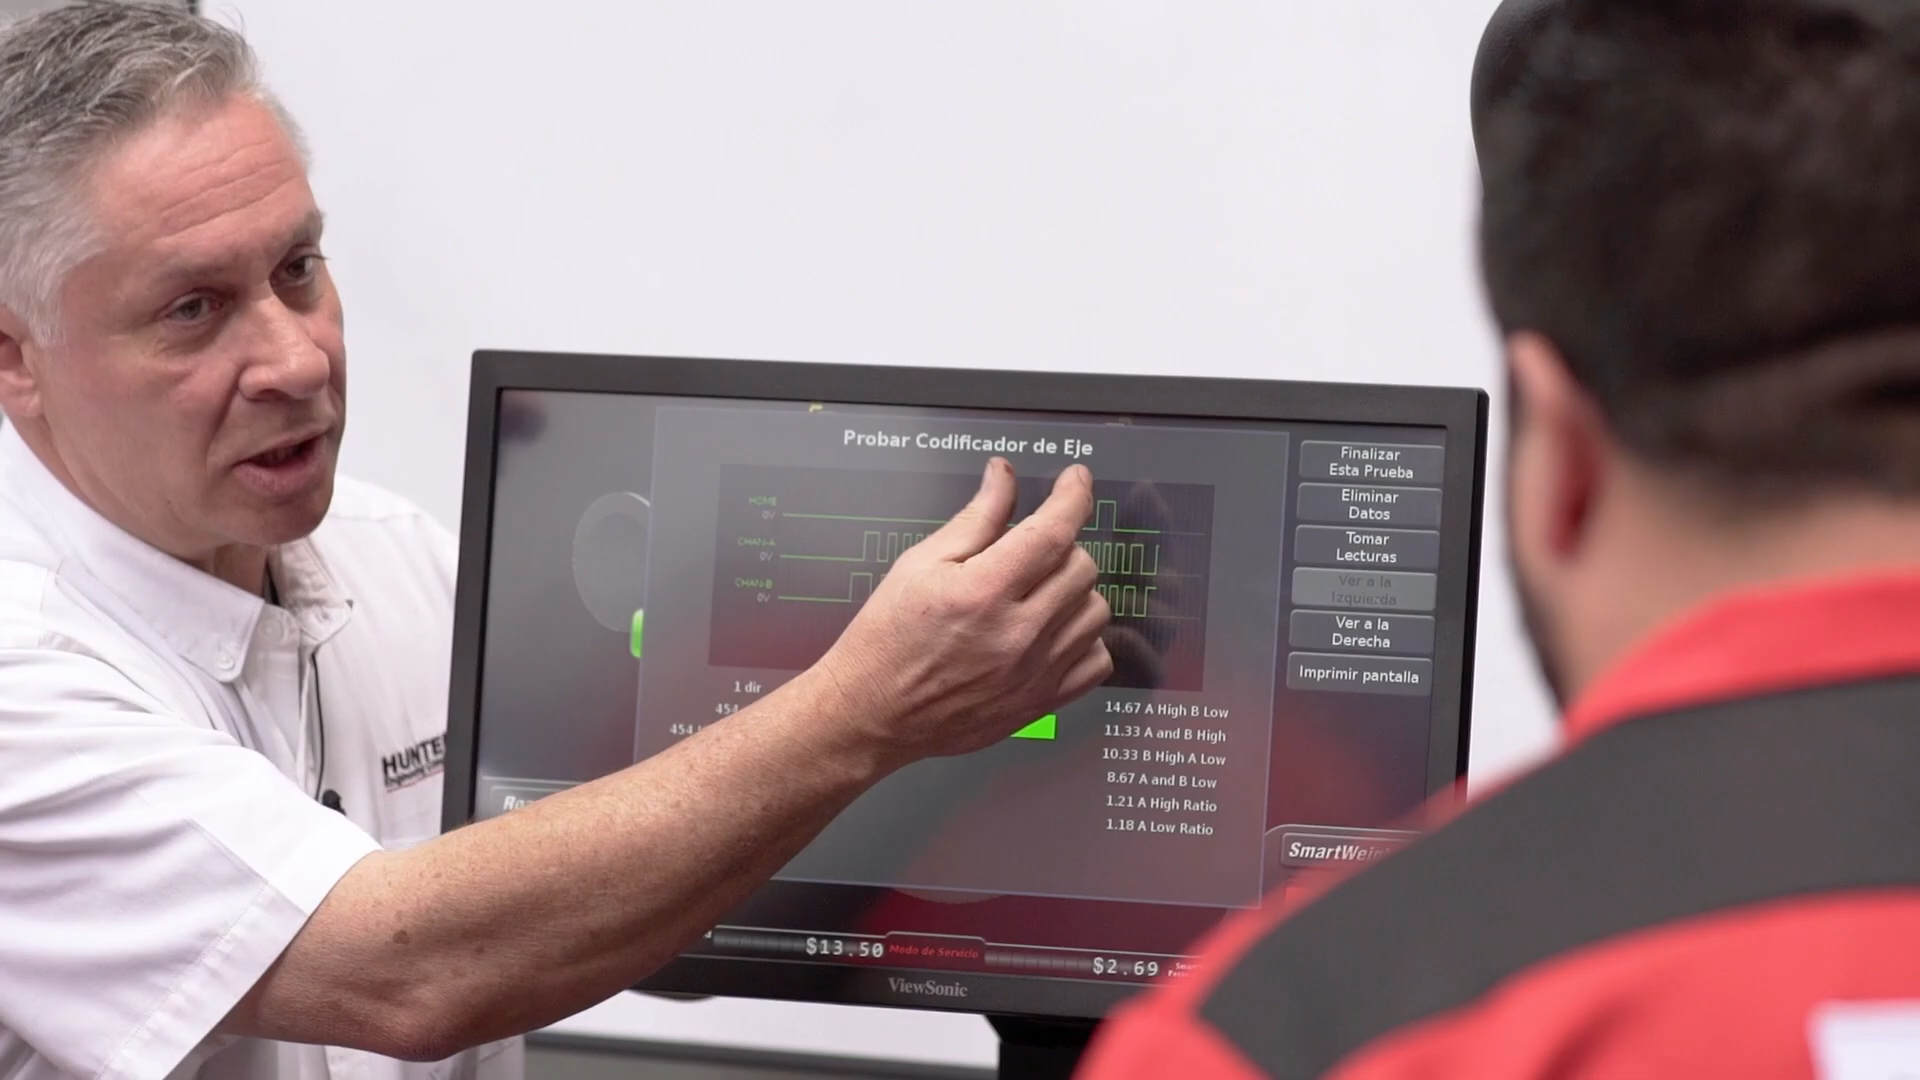 Probar Codificador de Eje
HOME
0V
CHAN-A
0V
CHAN-B
0V
1 dir
454
454
14.67 A High B Low
11.33 A and B High
10.33 B High A Low
8.67 A and B Low
1.21 A High Ratio
1.18 A Low Ratio
Finalizar
Esta Prueba
Eliminar
Datos
Tomar
Lecturas
Ver a la
Izquierda
Ver a la
Derecha
Imprimir pantalla
$13.50
Modo de Servicio
$2.69
ViewSonic